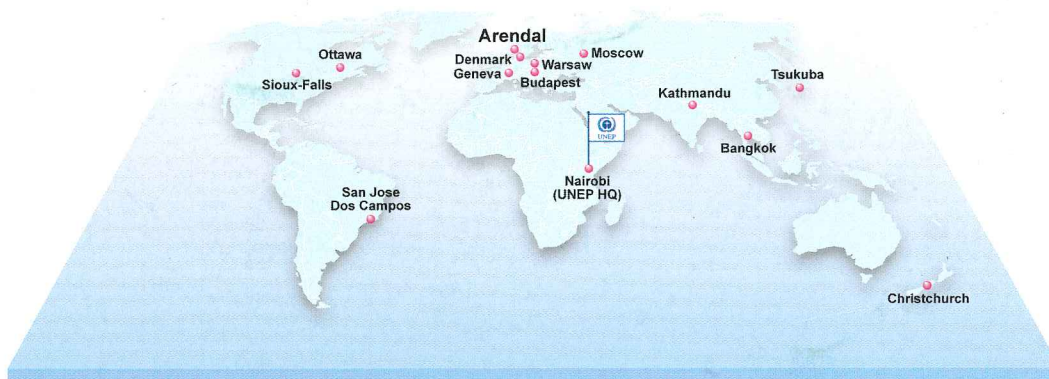 Arendal
Ottawa
Denmark
Moscow
Warsaw
Geneva
Sioux-Falls
Budapest
Tsukuba
Kathmandu
UNEP
Bangkok
Nairobi
(UNEP HQ)
San Jose
Dos Campos
Christchurch